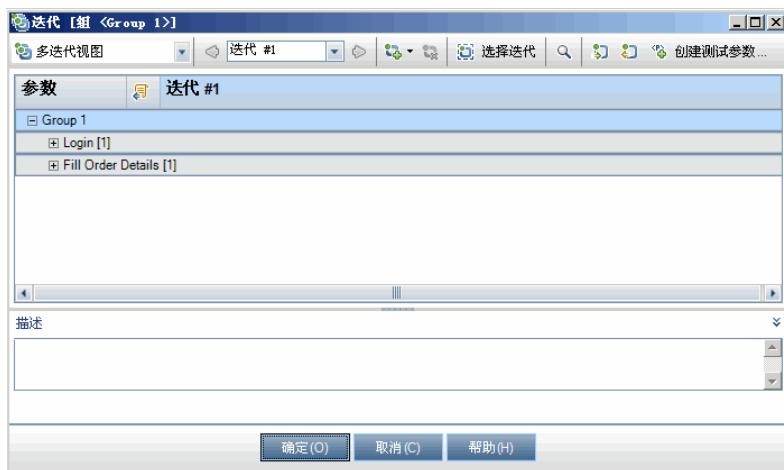 迭代 [组 <Group 1>]
多迭代视图 迭代 #1 选择迭代 创建测试参数...
参数 迭代 #1
Group 1
Login [1]
Fill Order Details [1]
描述
确定(O) 取消(C) 帮助(H)